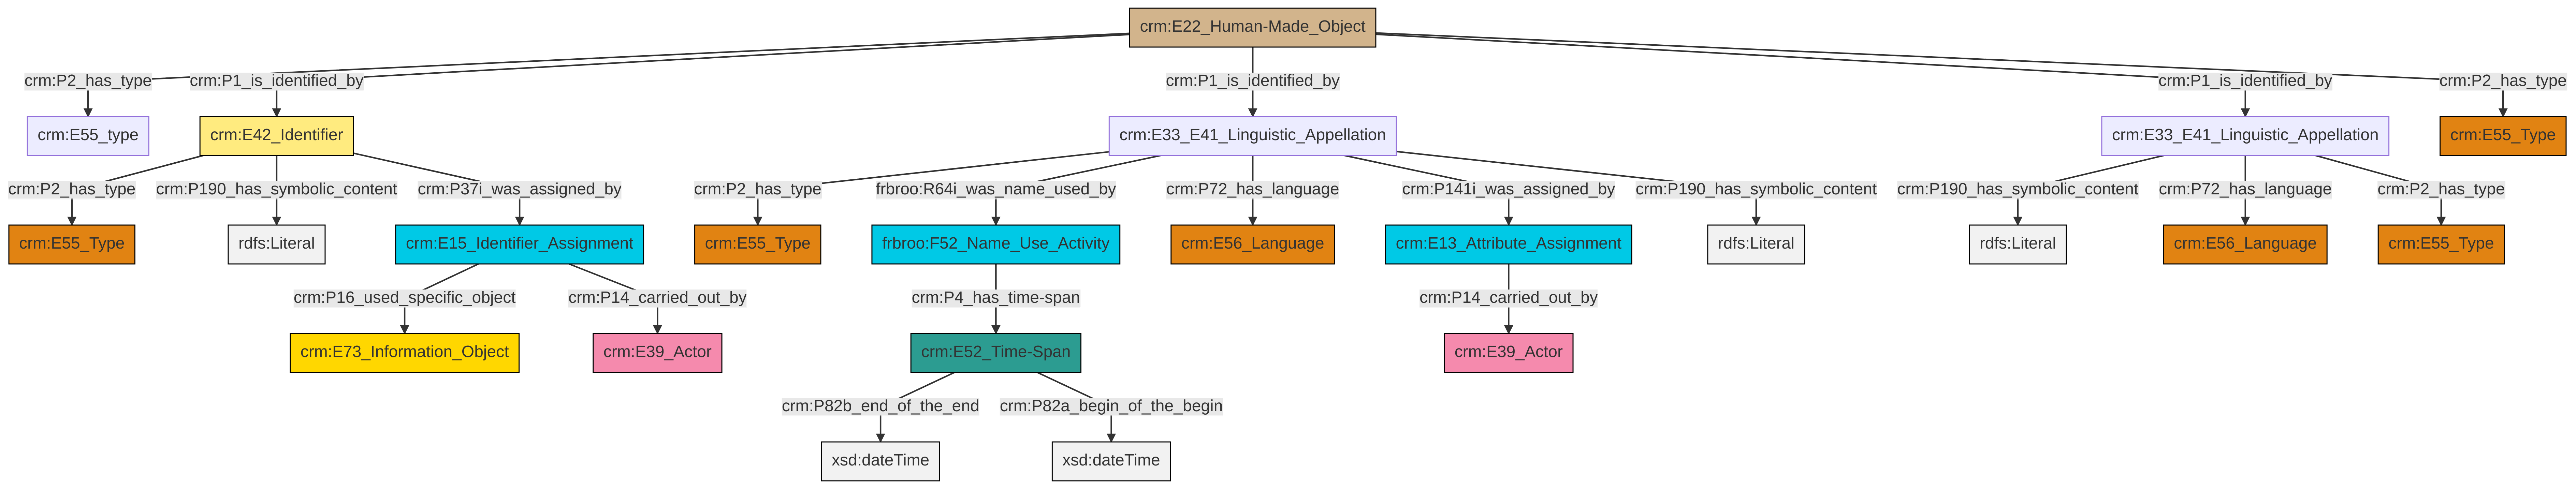 crm:E22_Human-Made_Object
crm:P2_has_type
crm:P1_is_identified_by
crm:P1_is_identified_by
crm:P1_is_identified_by
crm:P2_has_type
crm:E55_type
crm:E42_Identifier
crm:E33_E41_Linguistic_Appellation
crm:E33_E41_Linguistic_Appellation
crm:E55_Type
crm:P2_has_type
crm:P190_has_symbolic_content
crm:P37i_was_assigned_by
crm:P2_has_type
frbroo:R64i_was_name_used_by
crm:P72_has_language
crm:P141i_was_assigned_by
crm:P190_has_symbolic_content
crm:P190_has_symbolic_content
crm:P72_has_language
crm:P2_has_type
crm:E55_Type
rdfs:Literal
crm:E15_Identifier_Assignment
crm:E55_Type
frbroo:F52_Name_Use_Activity
crm:E56_Language
crm:E13_Attribute_Assignment
rdfs:Literal
rdfs:Literal
crm:E56_Language
crm:E55_Type
crm:P16_used_specific_object
crm:P14_carried_out_by
crm:P4_has_time-span
crm:P14_carried_out_by
crm:E73_Information_Object
crm:E39_Actor
crm:E52_Time-Span
crm:E39_Actor
crm:P82b_end_of_the_end
crm:P82a_begin_of_the_begin
xsd:dateTime
xsd:dateTime